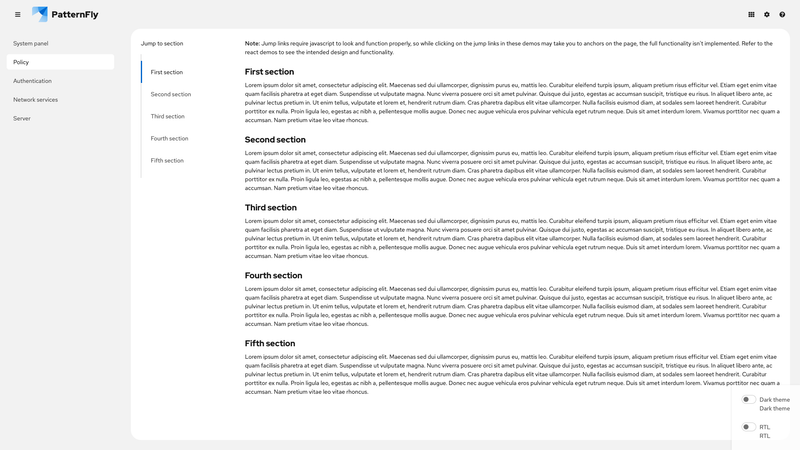 PatternFly
System panel
Policy
Authentication
Network services
Server
Jump to section
First section
Second section
Third section
Fourth section
Fifth section
Note: Jump links require javascript to look and function properly, so while clicking on the jump links in these demos may take you to anchors on the page, the full functionality isn't implemented. Refer to the
react demos to see the intended design and functionality.
First section
Lorem ipsum dolor sit amet, consectetur adipiscing elit. Maecenas sed dui ullamcorper, dignissim purus eu, mattis leo. Curabitur eleifend turpis ipsum, aliquam pretium risus efficitur vel. Etiam eget enim vitae
quam facilisis pharetra at eget diam. Suspendisse ut vulputate magna. Nunc viverra posuere orci sit amet pulvinar. Quisque dui justo, egestas ac accumsan suscipit, tristique eu risus. In aliquet libero ante, ac
pulvinar lectus pretium in. Ut enim tellus, vulputate et lorem et, hendrerit rutrum diam. Cras pharetra dapibus elit vitae ullamcorper. Nulla facilisis euismod diam, at sodales sem laoreet hendrerit. Curabitur
porttitor ex nulla. Proin ligula leo, egestas ac nibh a, pellentesque mollis augue. Donec nec augue vehicula eros pulvinar vehicula eget rutrum neque. Duis sit amet interdum lorem. Vivamus porttitor nec quam a
accumsan. Nam pretium vitae leo vitae rhoncus.
Second section
Lorem ipsum dolor sit amet, consectetur adipiscing elit. Maecenas sed dui ullamcorper, dignissim purus eu, mattis leo. Curabitur eleifend turpis ipsum, aliquam pretium risus efficitur vel. Etiam eget enim vitae
quam facilisis pharetra at eget diam. Suspendisse ut vulputate magna. Nunc viverra posuere orci sit amet pulvinar. Quisque dui justo, egestas ac accumsan suscipit, tristique eu risus. In aliquet libero ante, ac
pulvinar lectus pretium in. Ut enim tellus, vulputate et lorem et, hendrerit rutrum diam. Cras pharetra dapibus elit vitae ullamcorper. Nulla facilisis euismod diam, at sodales sem laoreet hendrerit. Curabitur
porttitor ex nulla. Proin ligula leo, egestas ac nibh a, pellentesque mollis augue. Donec nec augue vehicula eros pulvinar vehicula eget rutrum neque. Duis sit amet interdum lorem. Vivamus porttitor nec quam a
accumsan. Nam pretium vitae leo vitae rhoncus.
Third section
Lorem ipsum dolor sit amet, consectetur adipiscing elit. Maecenas sed dui ullamcorper, dignissim purus eu, mattis leo. Curabitur eleifend turpis ipsum, aliquam pretium risus efficitur vel. Etiam eget enim vitae
quam facilisis pharetra at eget diam. Suspendisse ut vulputate magna. Nunc viverra posuere orci sit amet pulvinar. Quisque dui justo, egestas ac accumsan suscipit, tristique eu risus. In aliquet libero ante, ac
pulvinar lectus pretium in. Ut enim tellus, vulputate et lorem et, hendrerit rutrum diam. Cras pharetra dapibus elit vitae ullamcorper. Nulla facilisis euismod diam, at sodales sem laoreet hendrerit. Curabitur
porttitor ex nulla. Proin ligula leo, egestas ac nibh a, pellentesque mollis augue. Donec nec augue vehicula eros pulvinar vehicula eget rutrum neque. Duis sit amet interdum lorem. Vivamus porttitor nec quam a
accumsan. Nam pretium vitae leo vitae rhoncus.
Fourth section
Lorem ipsum dolor sit amet, consectetur adipiscing elit. Maecenas sed dui ullamcorper, dignissim purus eu, mattis leo. Curabitur eleifend turpis ipsum, aliquam pretium risus efficitur vel. Etiam eget enim vitae
quam facilisis pharetra at eget diam. Suspendisse ut vulputate magna. Nunc viverra posuere orci sit amet pulvinar. Quisque dui justo, egestas ac accumsan suscipit, tristique eu risus. In aliquet libero ante, ac
pulvinar lectus pretium in. Ut enim tellus, vulputate et lorem et, hendrerit rutrum diam. Cras pharetra dapibus elit vitae ullamcorper. Nulla facilisis euismod diam, at sodales sem laoreet hendrerit. Curabitur
porttitor ex nulla. Proin ligula leo, egestas ac nibh a, pellentesque mollis augue. Donec nec augue vehicula eros pulvinar vehicula eget rutrum neque. Duis sit amet interdum lorem. Vivamus porttitor nec quam a
accumsan. Nam pretium vitae leo vitae rhoncus.
Fifth section
Lorem ipsum dolor sit amet, consectetur adipiscing elit. Maecenas sed dui ullamcorper, dignissim purus eu, mattis leo. Curabitur eleifend turpis ipsum, aliquam pretium risus efficitur vel. Etiam eget enim vitae
quam facilisis pharetra at eget diam. Suspendisse ut vulputate magna. Nunc viverra posuere orci sit amet pulvinar. Quisque dui justo, egestas ac accumsan suscipit, tristique eu risus. In aliquet libero ante, ac
pulvinar lectus pretium in. Ut enim tellus, vulputate et lorem et, hendrerit rutrum diam. Cras pharetra dapibus elit vitae ullamcorper. Nulla facilisis euismod diam, at sodales sem laoreet hendrerit. Curabitur
porttitor ex nulla. Proin ligula leo, egestas ac nibh a, pellentesque mollis augue. Donec nec augue vehicula eros pulvinar vehicula eget rutrum neque. Duis sit amet interdum lorem. Vivamus porttitor nec quam a
accumsan. Nam pretium vitae leo vitae rhoncus.
Dark theme
Dark theme
RTL
RTL